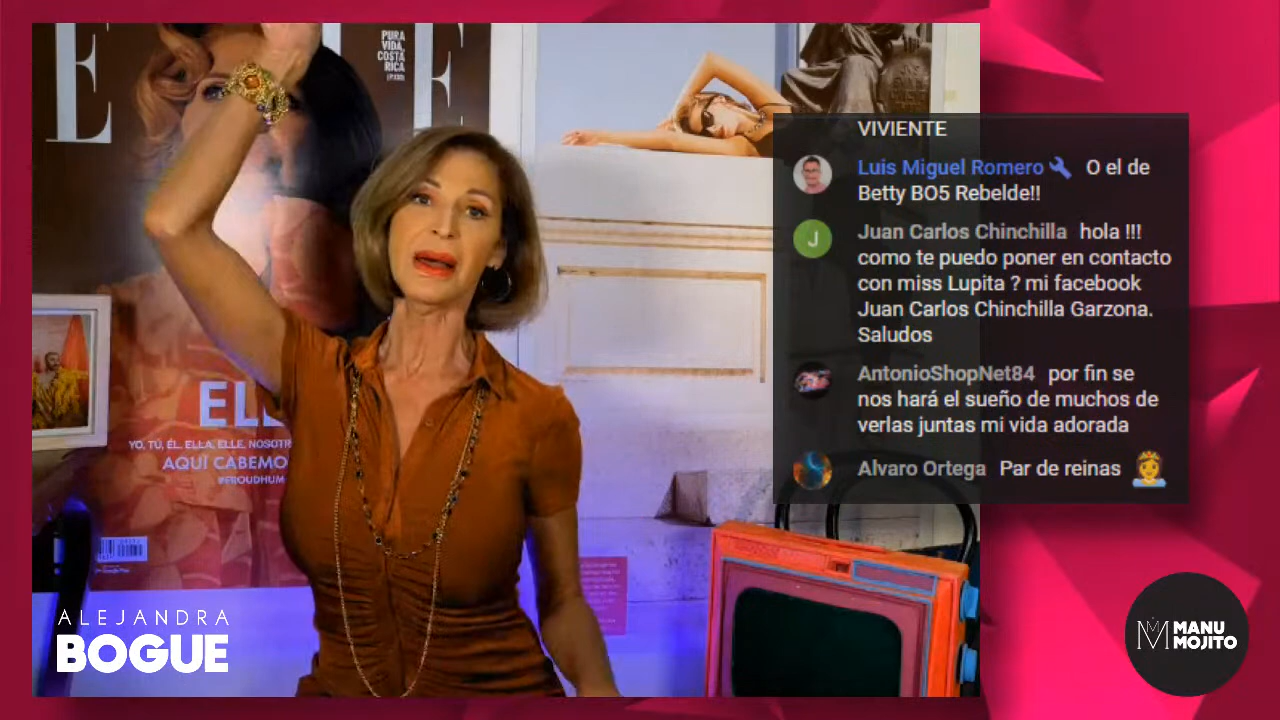 E
E
PURA
VIDA,
COSTA
RICA
ELL
YO, TÚ, ÉL, ELLA, ELLE, NOSOTR
AQUÍ CABEMO
#PROUDHUM
ALEJANDRA
BOGUE
VIVIENTE
Luis Miguel Romero O el de
Betty BO5 Rebelde!!
J
Juan Carlos Chinchilla hola !!!
como te puedo poner en contacto
con miss Lupita ? mi facebook
Juan Carlos Chinchilla Garzona.
Saludos
AntonioShopNet84 por fin se
nos hará el sueño de muchos de
verlas juntas mi vida adorada
Alvaro Ortega Par de reinas 👸
M MANU
MOJITO